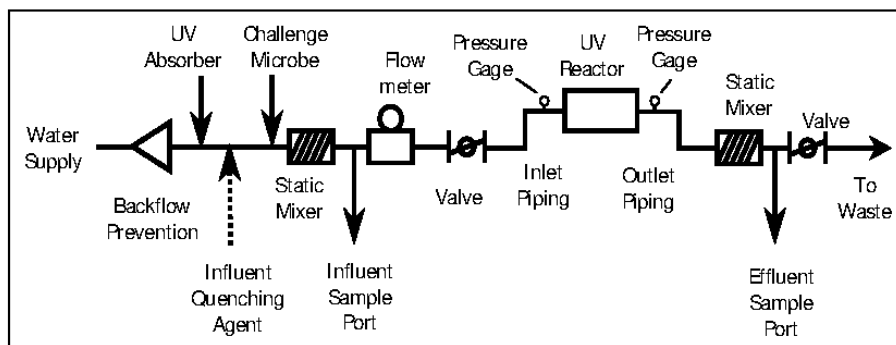 UV
Absorber
Challenge
Microbe
Flow
meter
Pressure
Gage
UV
Reactor
Pressure
Gage
Static
Mixer
Valve
Water
Supply
Backflow
Prevention
Static
Mixer
Valve
Inlet
Piping
Outlet
Piping
To
Waste
Influent
Quenching
Agent
Influent
Sample
Port
Effluent
Sample
Port